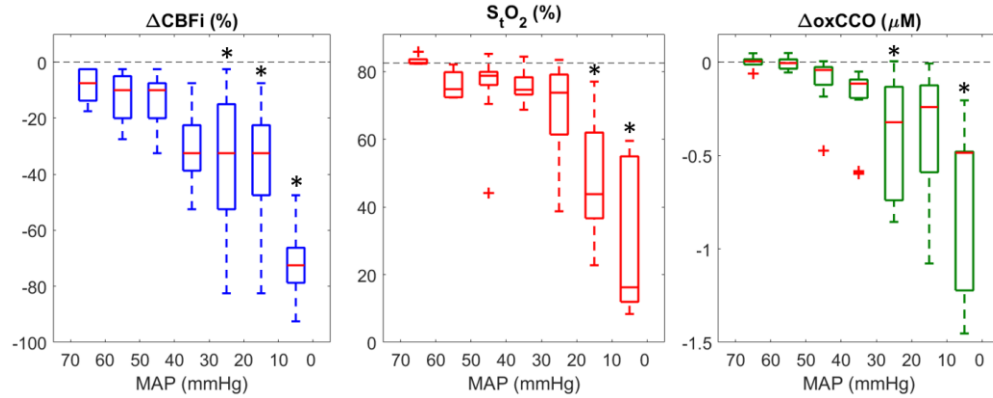 ΔCBFi (%)
0
-20
-40
-60
-80
-100
70 60 50 40 30 20 10 0
MAP (mmHg)
* * *
StO2 (%)
80
60
40
20
0
70 60 50 40 30 20 10 0
MAP (mmHg)
* *
ΔoxCCO (μM)
0
-0.5
-1
-1.5
70 60 50 40 30 20 10 0
MAP (mmHg)
* *